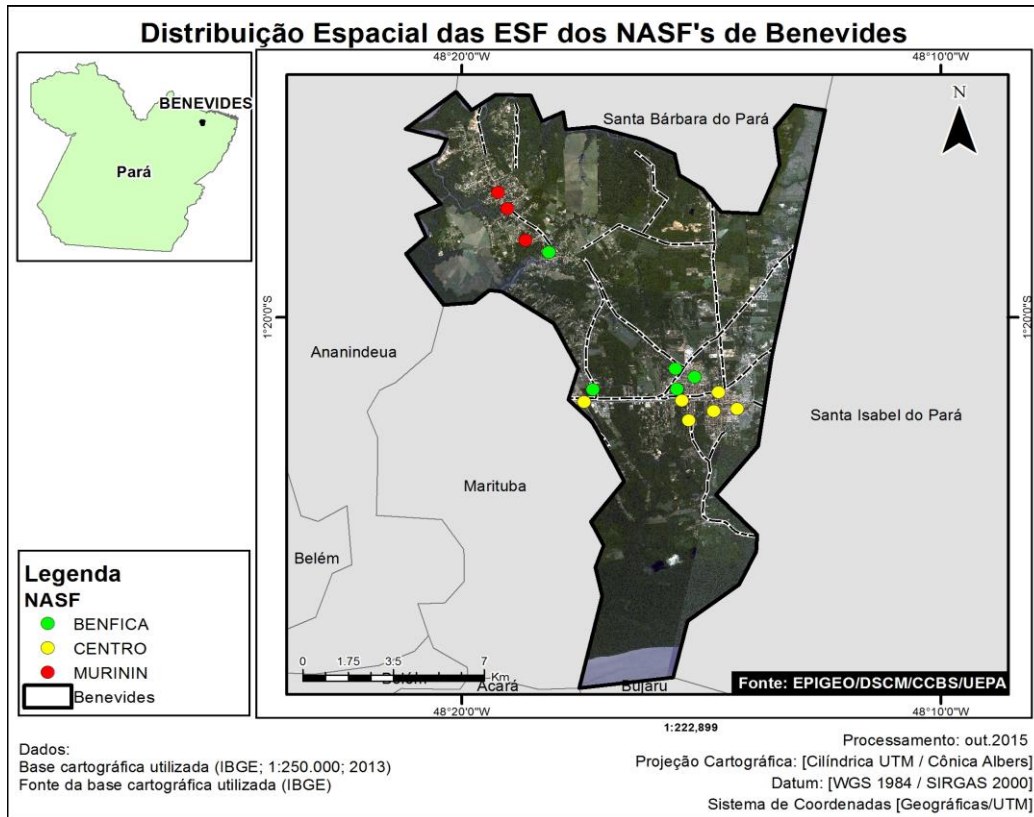 Distribuição Espacial das ESF dos NASF's de Benevides
48°20'0"W
48°10'0"W
BENEVIDES
Pará
N
Santa Bárbara do Pará
1°20'0"S
1°20'0"S
Ananindeua
Santa Isabel do Pará
Marituba
Belém
Legenda
NASF
BENFICA
CENTRO
MURININ
Benevides
0 1.75 3.5 7
Km
Belém
Acará
Bujaru
Fonte: EPIGEO/DSCM/CCBS/UEPA
48°20'0"W
48°10'0"W
1:222,899
Dados:
Base cartográfica utilizada (IBGE; 1:250.000; 2013)
Fonte da base cartográfica utilizada (IBGE)
Processamento: out.2015
Projeção Cartográfica: [Cilíndrica UTM / Cônica Albers]
Datum: [WGS 1984 / SIRGAS 2000]
Sistema de Coordenadas [Geográficas/UTM]